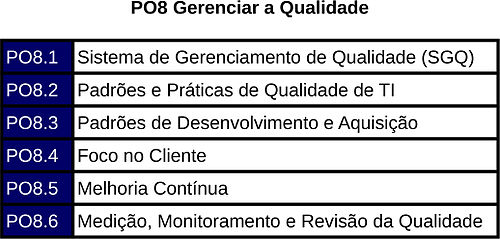 PO8 Gerenciar a Qualidade
PO8.1 Sistema de Gerenciamento de Qualidade (SGQ)
PO8.2 Padrões e Práticas de Qualidade de TI
PO8.3 Padrões de Desenvolvimento e Aquisição
PO8.4 Foco no Cliente
PO8.5 Melhoria Contínua
PO8.6 Medição, Monitoramento e Revisão da Qualidade